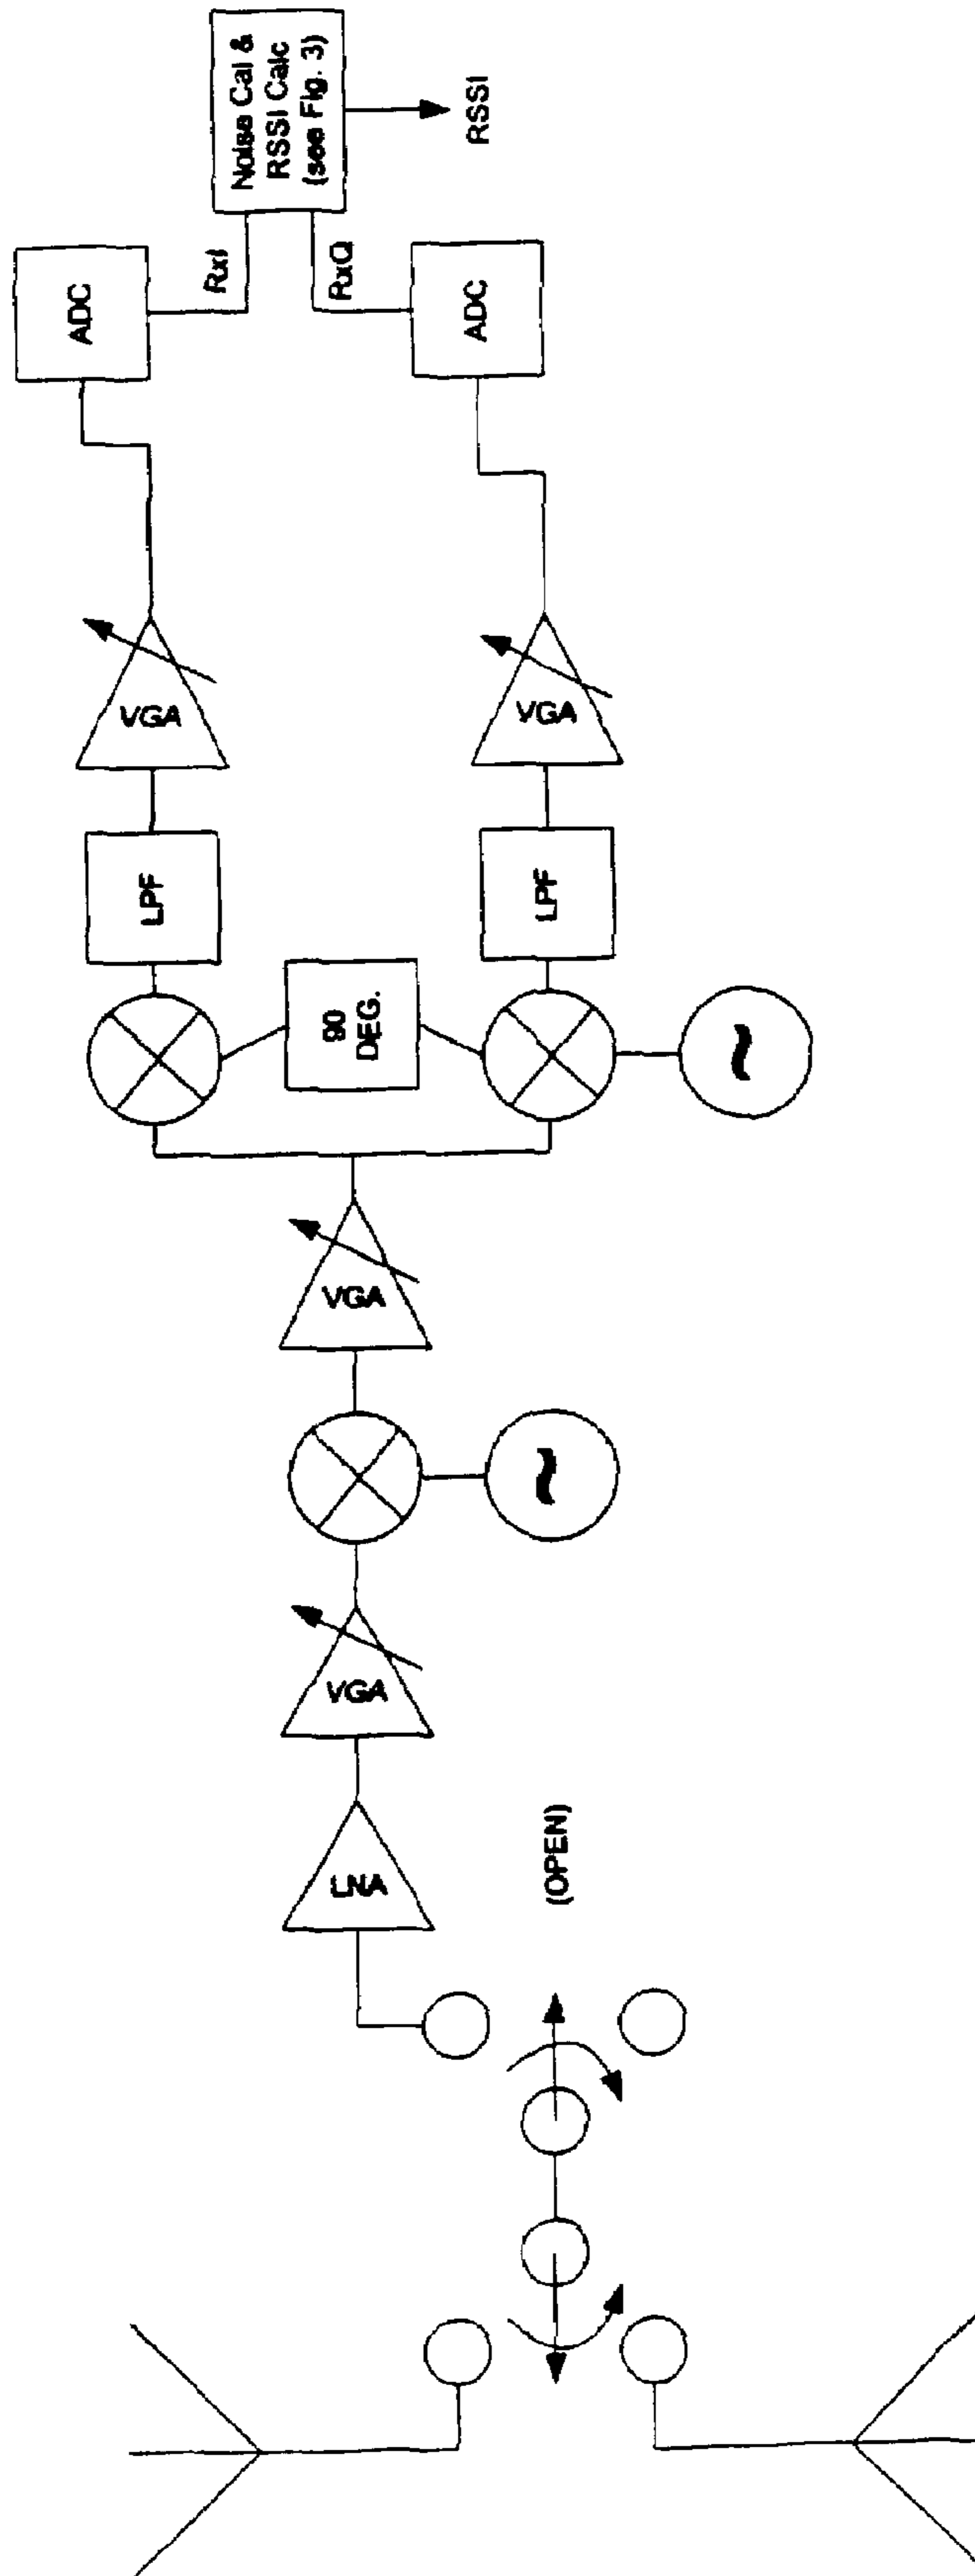 ADC
Noise Cal &
RSSI Calc
(see Fig. 3)
RxI
RxQ
RSSI
ADC
VGA
VGA
LPF
LPF
90
DEG.
~
VGA
~
VGA
LNA
(OPEN)